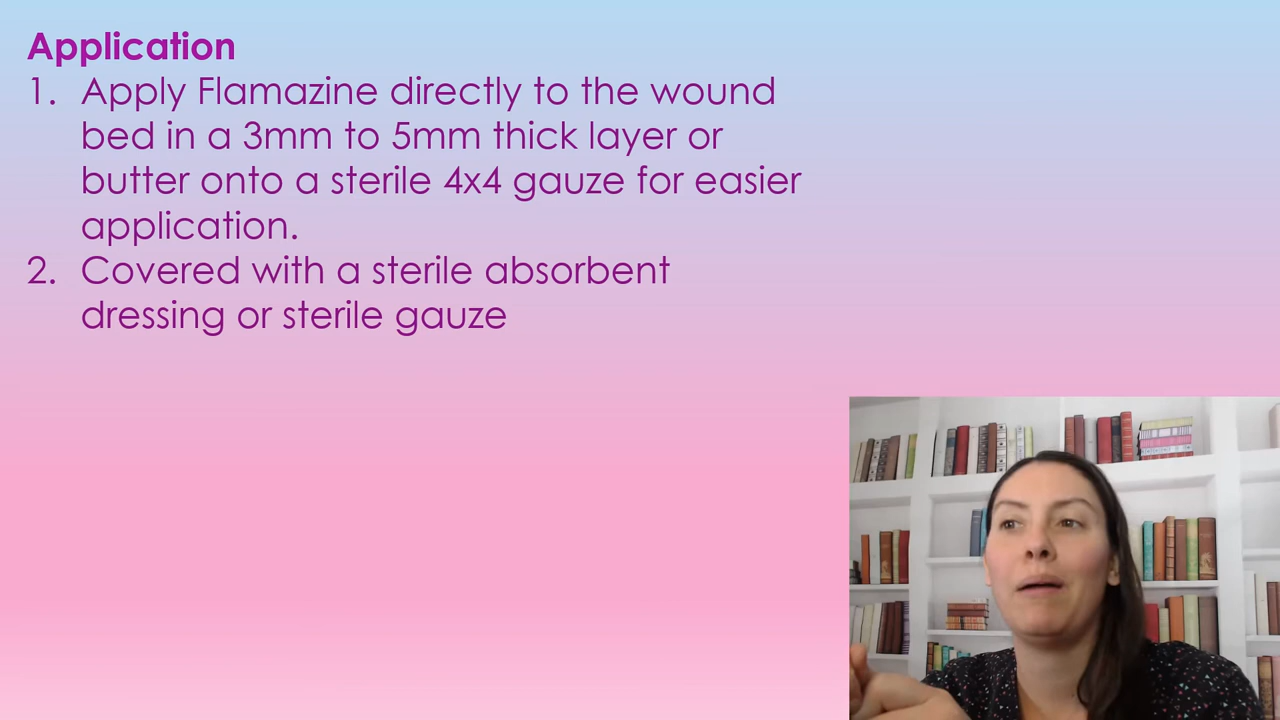 Application
1. Apply Flamazine directly to the wound
bed in a 3mm to 5mm thick layer or
butter onto a sterile 4x4 gauze for easier
application.
2. Covered with a sterile absorbent
dressing or sterile gauze